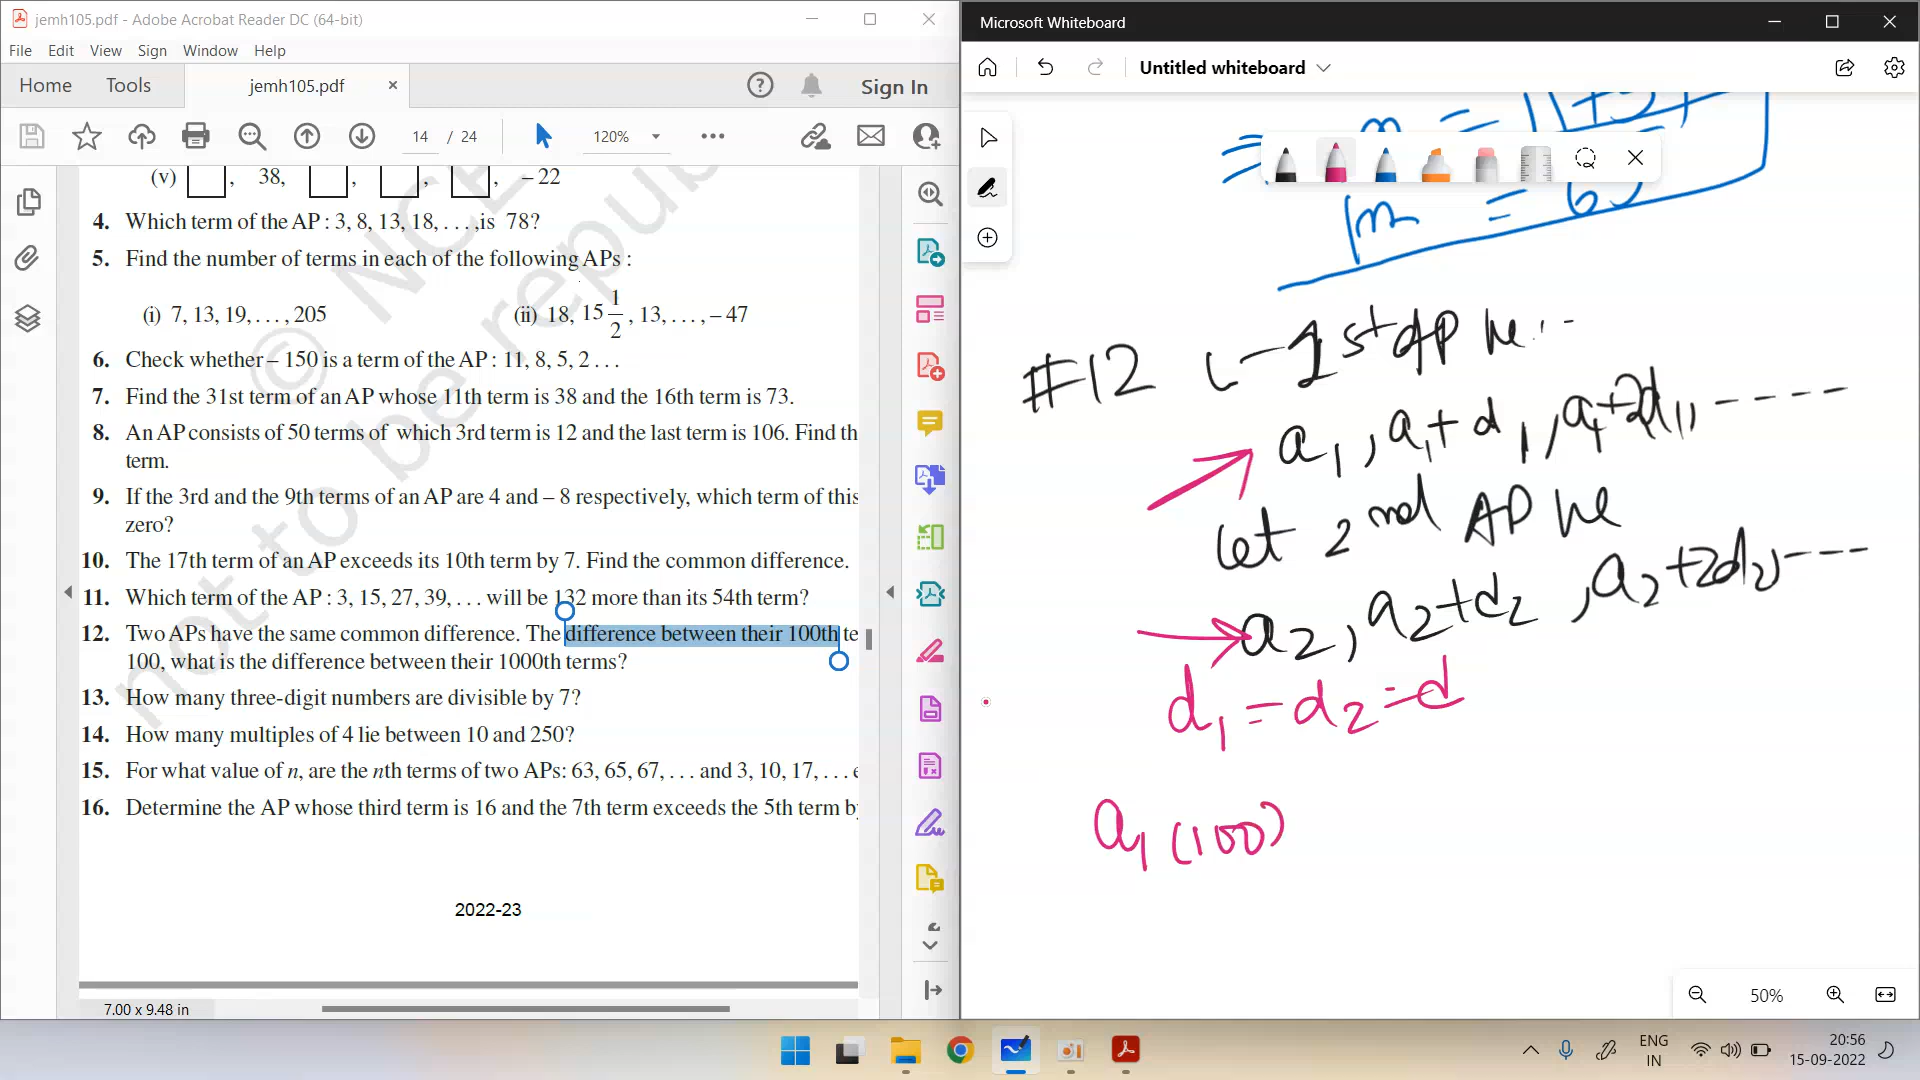 jemh105.pdf - Adobe Acrobat Reader DC (64-bit)
File Edit View Sign Window Help
Home Tools jemh105.pdf × Sign In
14 / 24 120%
(v) , 38, , , , – 22
4. Which term of the AP : 3, 8, 13, 18, . . . ,is 78?
5. Find the number of terms in each of the following APs :
(i) 7, 13, 19, . . . , 205 (ii) 18, 15 1/2 , 13, . . . , – 47
6. Check whether – 150 is a term of the AP : 11, 8, 5, 2 . . .
7. Find the 31st term of an AP whose 11th term is 38 and the 16th term is 73.
8. An AP consists of 50 terms of which 3rd term is 12 and the last term is 106. Find th
term.
9. If the 3rd and the 9th terms of an AP are 4 and – 8 respectively, which term of this
zero?
10. The 17th term of an AP exceeds its 10th term by 7. Find the common difference.
11. Which term of the AP : 3, 15, 27, 39, . . . will be 132 more than its 54th term?
12. Two APs have the same common difference. The difference between their 100th te
100, what is the difference between their 1000th terms?
13. How many three-digit numbers are divisible by 7?
14. How many multiples of 4 lie between 10 and 250?
15. For what value of n, are the nth terms of two APs: 63, 65, 67, . . . and 3, 10, 17, . . . e
16. Determine the AP whose third term is 16 and the 7th term exceeds the 5th term by
© NCE
not to be republ
2022-23
7.00 x 9.48 in
Microsoft Whiteboard
Untitled whiteboard
n = 65
#12 1st AP be
a1, a1+d1, a1+2d1, -----
Let 2nd AP be
a2, a2+d2, a2+2d2, ---
d1 = d2 = d
a1 (100)
50%
ENG
IN
20:56
15-09-2022